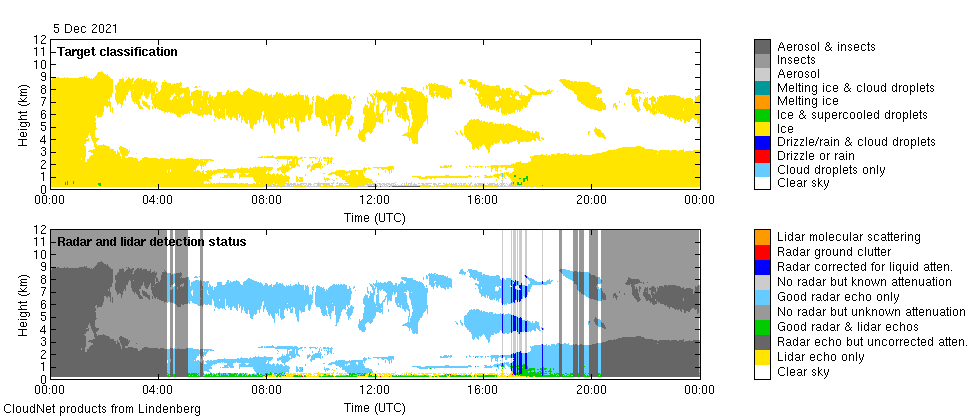 5 Dec 2021
Target classification
Height (km)
12
11
10
9
8
7
6
5
4
3
2
1
0
00:00 04:00 08:00 12:00 16:00 20:00 00:00
Time (UTC)
Aerosol & insects
Insects
Aerosol
Melting ice & cloud droplets
Melting ice
Ice & supercooled droplets
Ice
Drizzle/rain & cloud droplets
Drizzle or rain
Cloud droplets only
Clear sky
Radar and lidar detection status
Height (km)
12
11
10
9
8
7
6
5
4
3
2
1
0
00:00 04:00 08:00 12:00 16:00 20:00 00:00
Time (UTC)
Lidar molecular scattering
Radar ground clutter
Radar corrected for liquid atten.
No radar but known attenuation
Good radar echo only
No radar but unknown attenuation
Good radar & lidar echos
Radar echo but uncorrected atten.
Lidar echo only
Clear sky
CloudNet products from Lindenberg